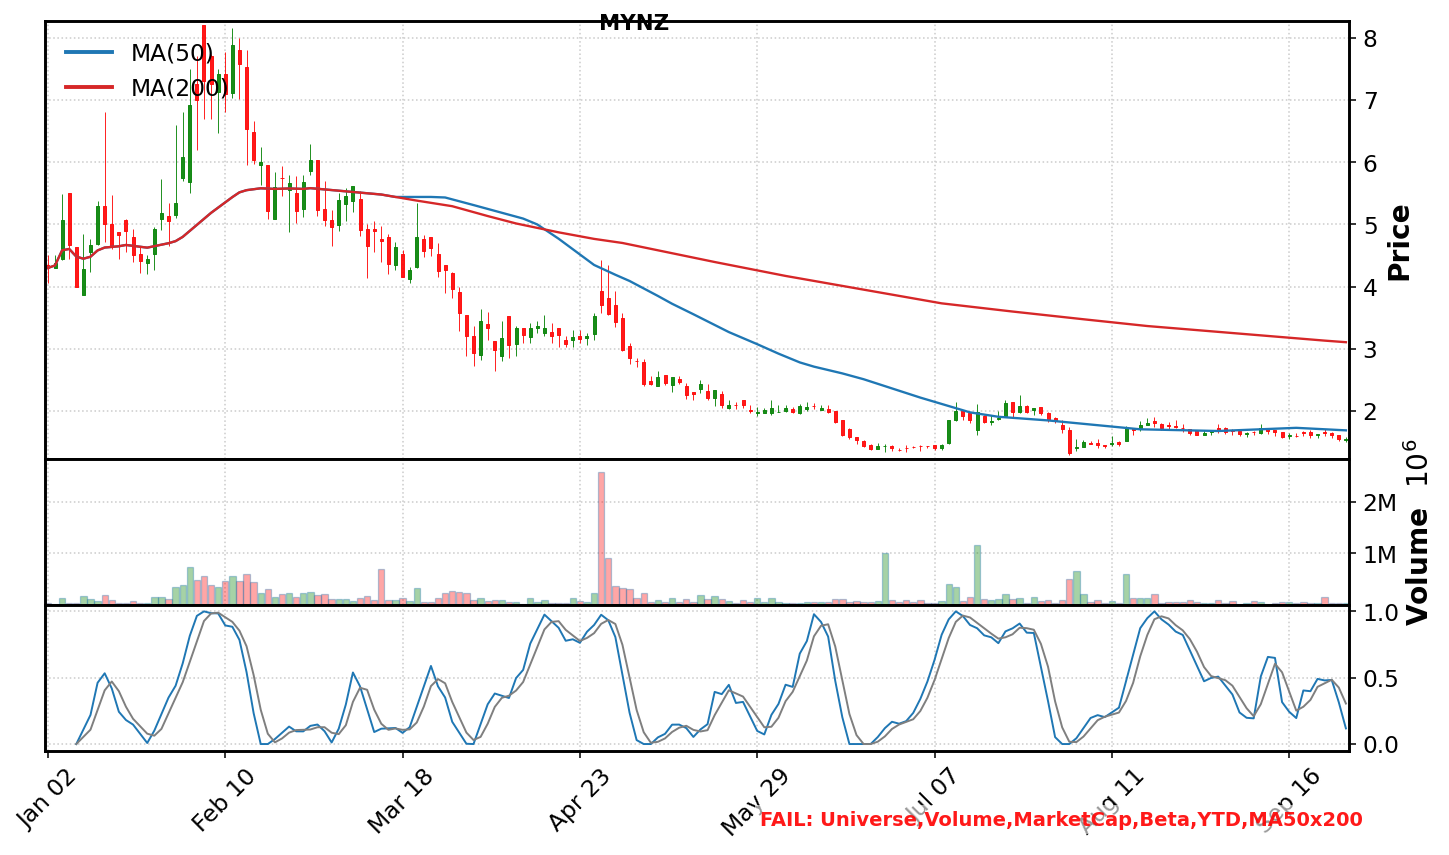 MYNZ
MA(50)
MA(200)
8
7
6
5
4
3
2
Price
10^6
2M
1M
Volume
1.0
0.5
0.0
Jan 02
Feb 10
Mar 18
Apr 23
May 29
Jul 07
Aug 11
Sep 16
FAIL: Universe,Volume,MarketCap,Beta,YTD,MA50x200